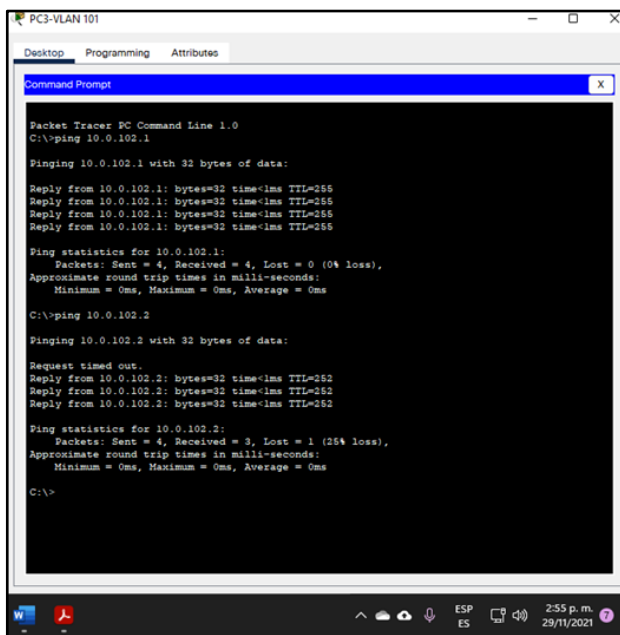 PC3-VLAN 101
Desktop Programming Attributes
Command Prompt X
Packet Tracer PC Command Line 1.0
C:\>ping 10.0.102.1
Pinging 10.0.102.1 with 32 bytes of data:
Reply from 10.0.102.1: bytes=32 time<1ms TTL=255
Reply from 10.0.102.1: bytes=32 time<1ms TTL=255
Reply from 10.0.102.1: bytes=32 time<1ms TTL=255
Reply from 10.0.102.1: bytes=32 time<1ms TTL=255
Ping statistics for 10.0.102.1:
Packets: Sent = 4, Received = 4, Lost = 0 (0% loss),
Approximate round trip times in milli-seconds:
Minimum = 0ms, Maximum = 0ms, Average = 0ms
C:\>ping 10.0.102.2
Pinging 10.0.102.2 with 32 bytes of data:
Request timed out.
Reply from 10.0.102.2: bytes=32 time<1ms TTL=252
Reply from 10.0.102.2: bytes=32 time<1ms TTL=252
Reply from 10.0.102.2: bytes=32 time<1ms TTL=252
Ping statistics for 10.0.102.2:
Packets: Sent = 4, Received = 3, Lost = 1 (25% loss),
Approximate round trip times in milli-seconds:
Minimum = 0ms, Maximum = 0ms, Average = 0ms
C:\>
W ESP 2:55 p. m. 7
ES 29/11/2021